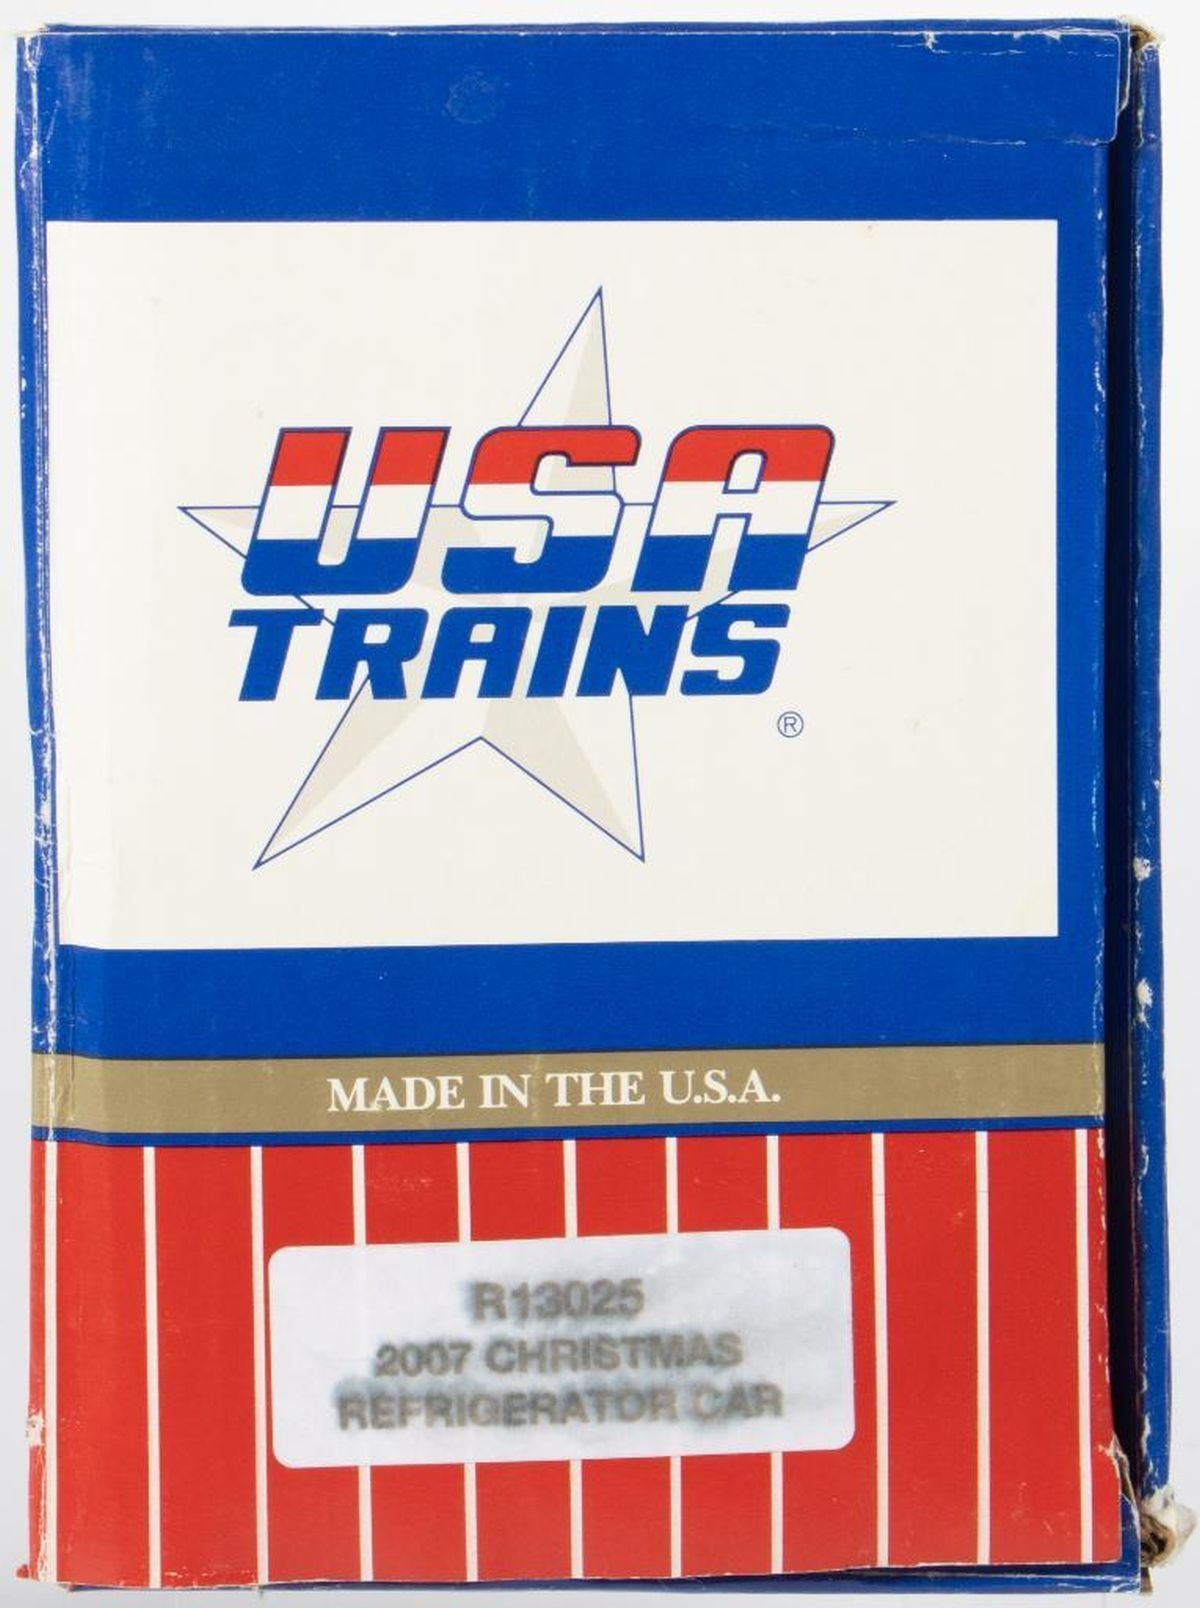 USA
TRAINS
®
MADE IN THE U.S.A.
R13025
2007 CHRISTMAS
REFRIGERATOR CAR